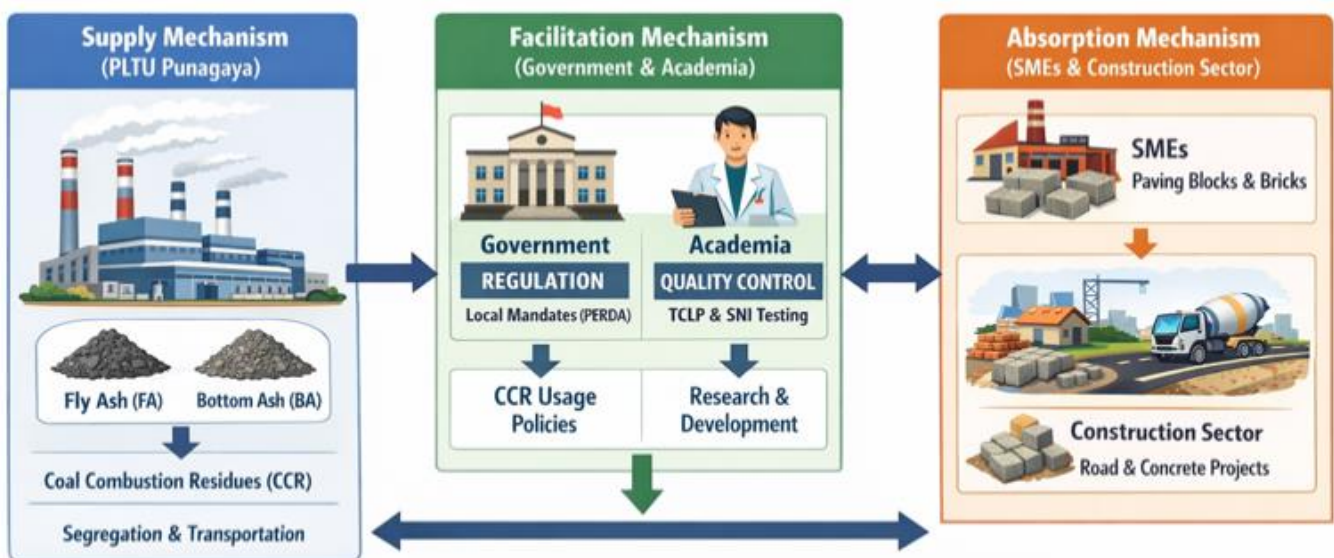 Supply Mechanism
(PLTU Punagaya)
Fly Ash (FA)
Bottom Ash (BA)
Coal Combustion Residues (CCR)
Segregation & Transportation
Facilitation Mechanism
(Government & Academia)
Government
REGULATION
Local Mandates (PERDA)
CCR Usage
Policies
Academia
QUALITY CONTROL
TCLP & SNI Testing
Research &
Development
Absorption Mechanism
(SMEs & Construction Sector)
SMEs
Paving Blocks & Bricks
Construction Sector
Road & Concrete Projects